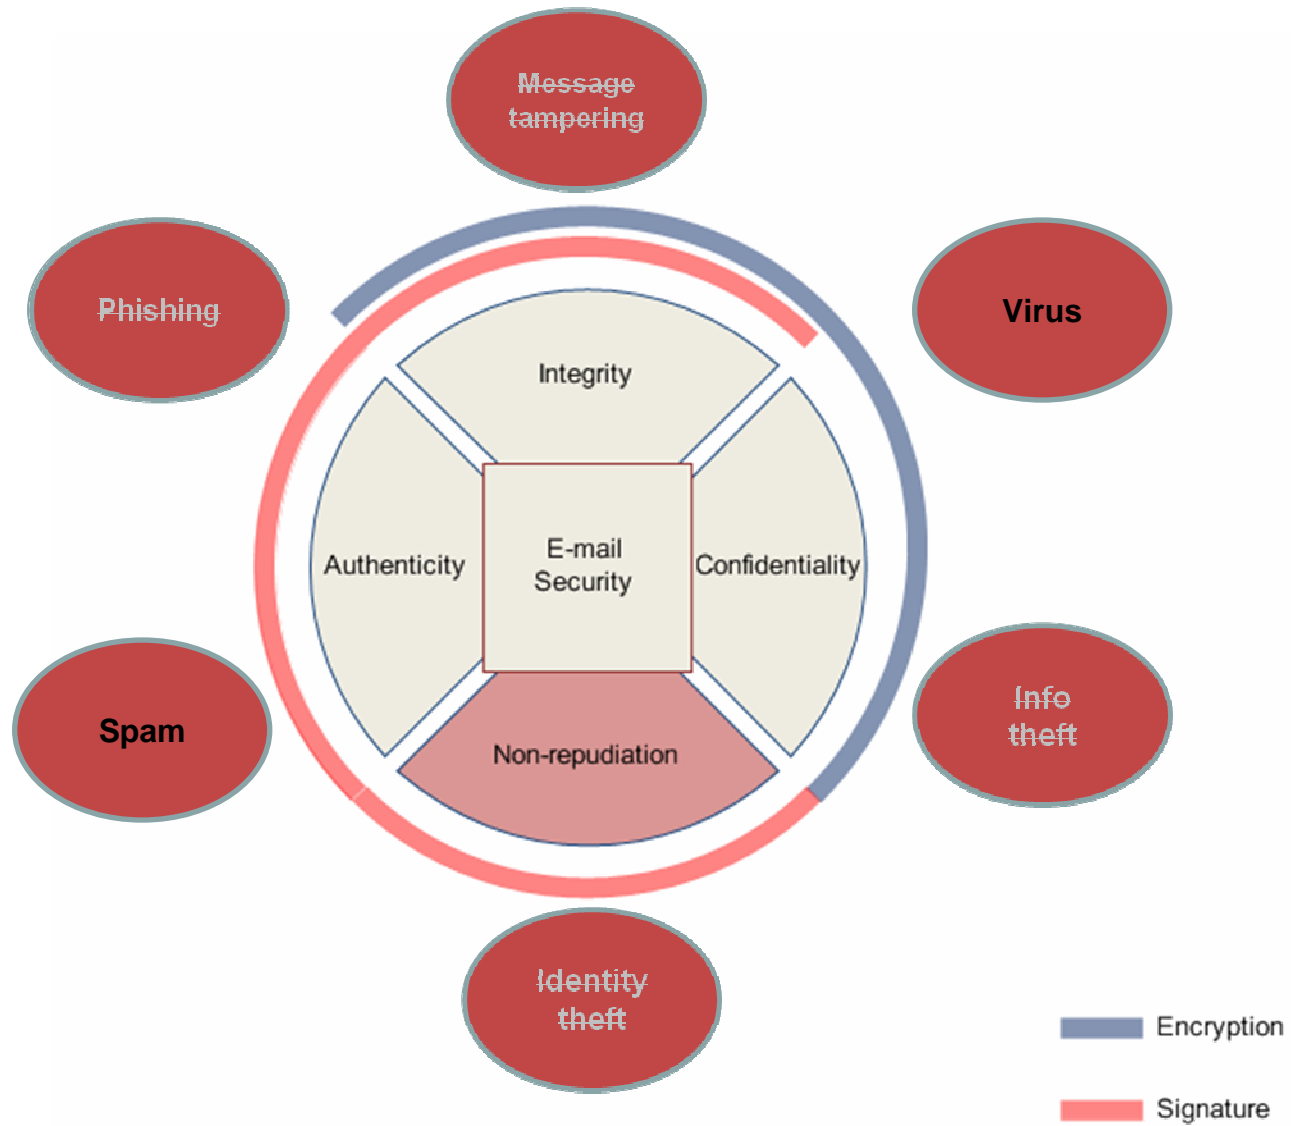 Message
tampering
Phishing
Virus
Integrity
Authenticity
E-mail
Security
Confidentiality
Non-repudiation
Spam
Info
theft
Identity
theft
Encryption
Signature